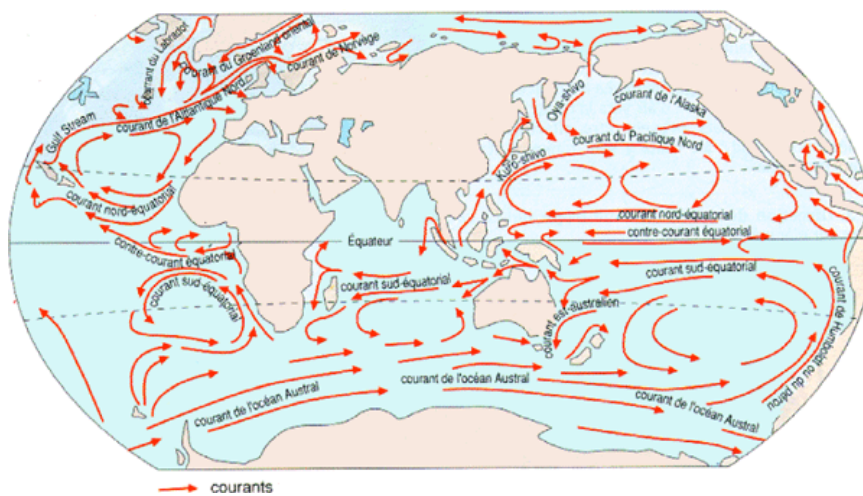 courant du Labrador
courant du Groenland oriental
courant de Norvège
Gulf Stream
courant de l'Atlantique Nord
Oya-shivo
courant de l'Alaska
Kuro-shivo
courant du Pacifique Nord
courant nord-équatorial
courant nord-équatorial
contre-courant équatorial
Équateur
contre-courant équatorial
courant sud-équatorial
courant sud-équatorial
courant sud-équatorial
courant est-australien
courant de Humboldt ou du pérou
courant de l'océan Austral
courant de l'océan Austral
courant de l'océan Austral
courants